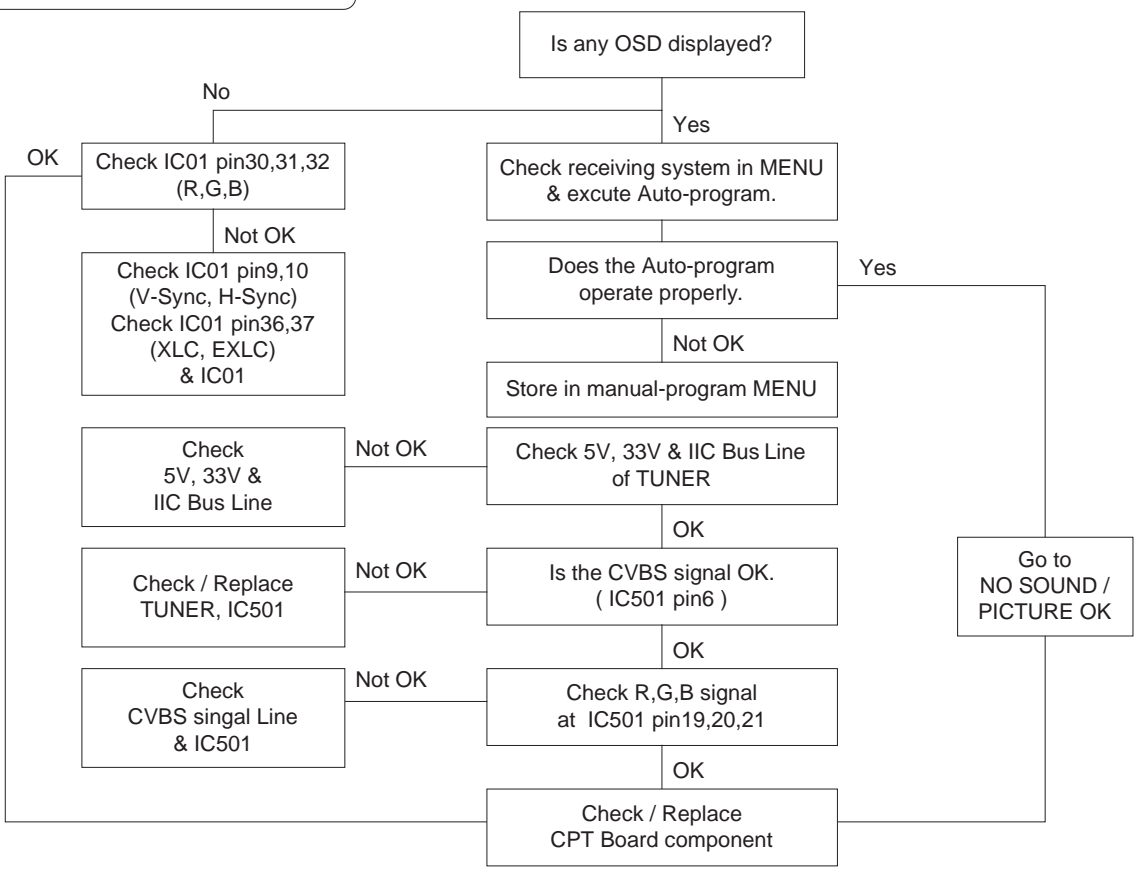 Is any OSD displayed?
No
Yes
OK
Check IC01 pin30,31,32
(R,G,B)
Check receiving system in MENU
& excute Auto-program.
Not OK
Check IC01 pin9,10
(V-Sync, H-Sync)
Check IC01 pin36,37
(XLC, EXLC)
& IC01
Does the Auto-program
operate properly.
Yes
Not OK
Store in manual-program MENU
Check
5V, 33V &
IIC Bus Line
Not OK
Check 5V, 33V & IIC Bus Line
of TUNER
OK
Check / Replace
TUNER, IC501
Not OK
Is the CVBS signal OK.
( IC501 pin6 )
Go to
NO SOUND /
PICTURE OK
OK
Check
CVBS singal Line
& IC501
Not OK
Check R,G,B signal
at IC501 pin19,20,21
OK
Check / Replace
CPT Board component